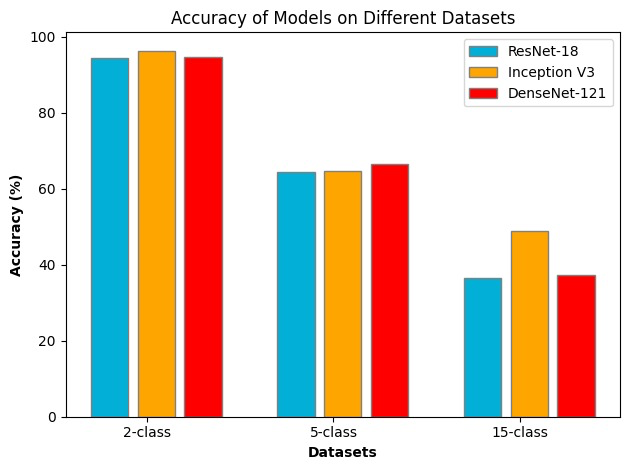 Accuracy of Models on Different Datasets
100
80
60
40
20
0
Accuracy (%)
ResNet-18
Inception V3
DenseNet-121
2-class
5-class
15-class
Datasets